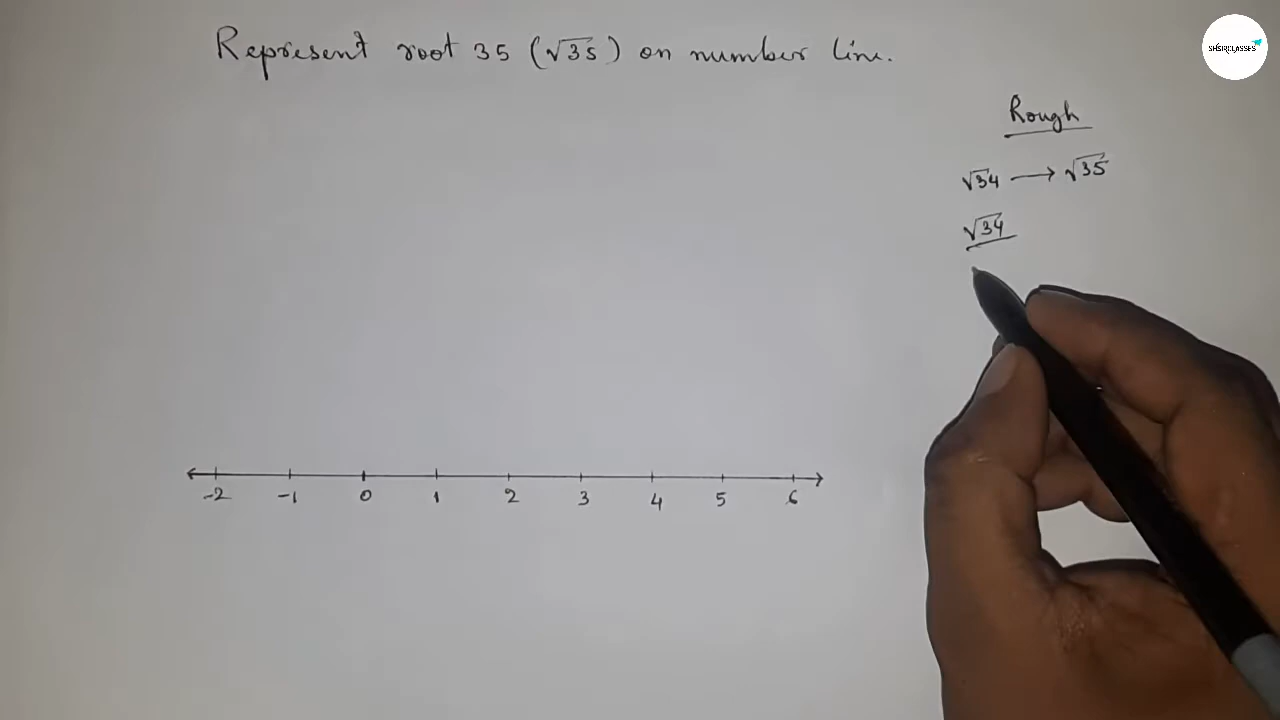 Represent root 35 (√35) on number line.
SHSIRCLASSES
Rough
√34 ⟶ √35
√34
-2 -1 0 1 2 3 4 5 6